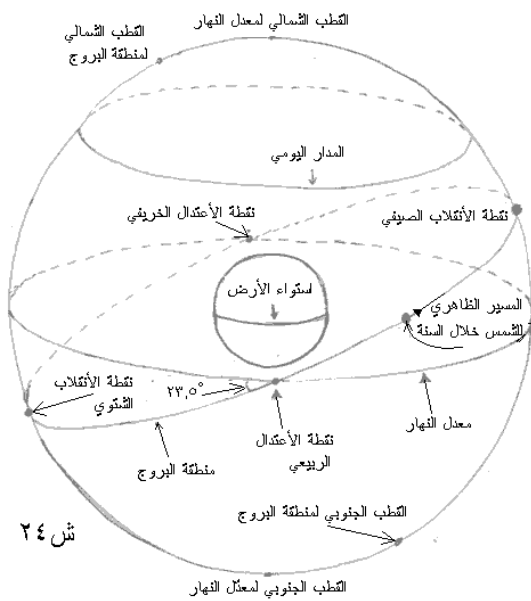 القطب الشمالي لمعدل النهار
القطب الشمالي
لمنطقة البروج
المدار اليومي
نقطة الأعتدال الخريفي
نقطة الأنقلاب الصيفي
استواء الأرض
المسير الظاهري
للشمس خلال السنة
نقطة الأنقلاب
الشتوي
٢٣,٥°
معدل النهار
نقطة الأعتدال
الربيعي
منطقة البروج
القطب الجنوبي لمنطقة البروج
ش ٢٤
القطب الجنوبي لمعدل النهار